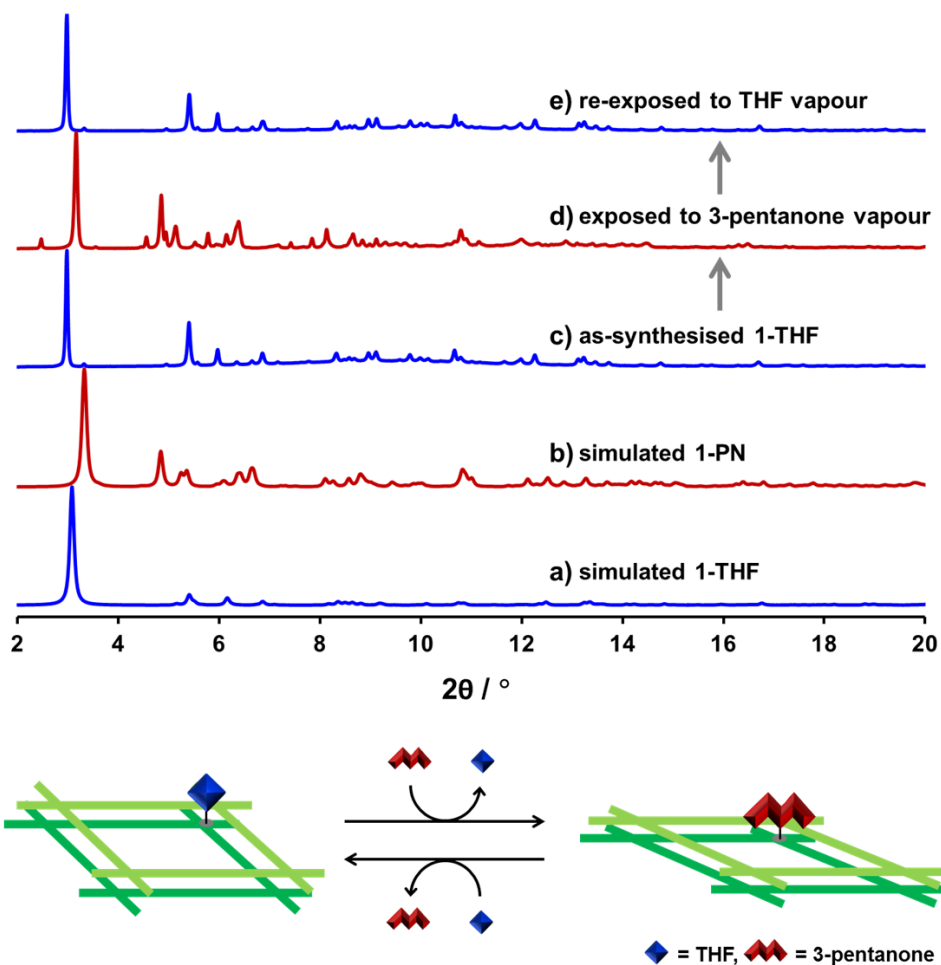 e) re-exposed to THF vapour
d) exposed to 3-pentanone vapour
c) as-synthesised 1-THF
b) simulated 1-PN
a) simulated 1-THF
2 4 6 8 10 12 14 16 18 20
2θ / °
= THF, = 3-pentanone